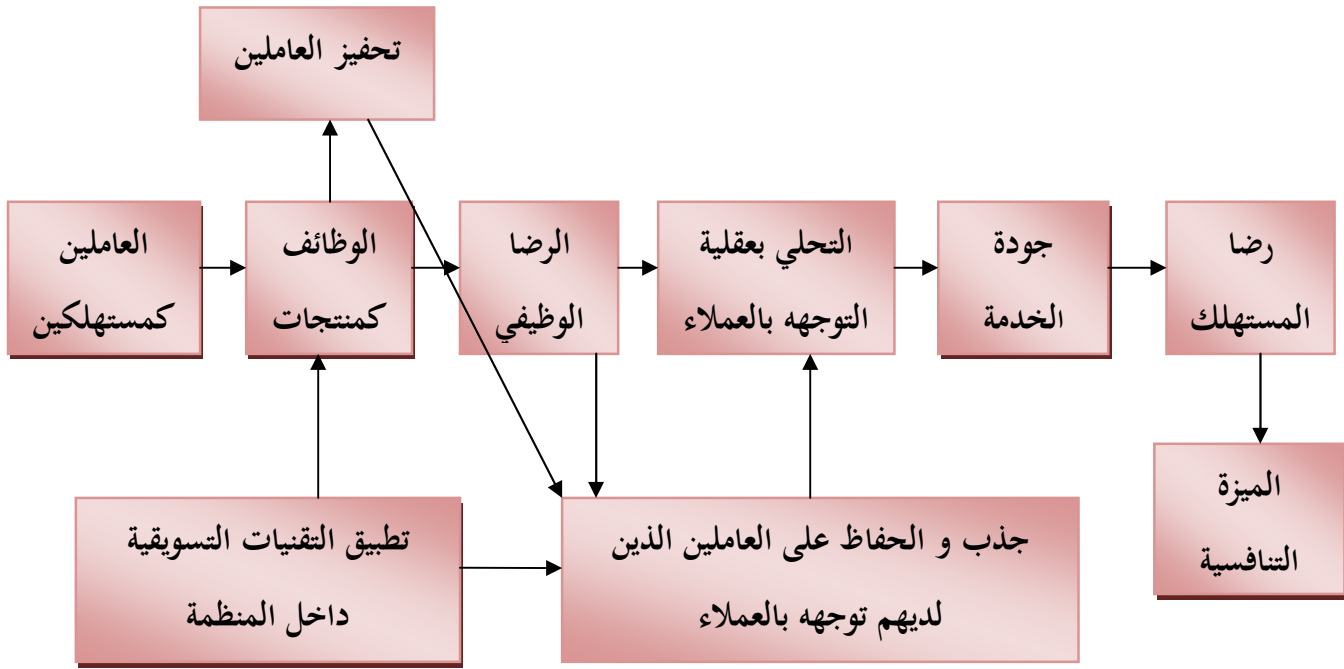 تحفيز العاملين
العاملين
كمستهلكين
الوظائف
كمنتجات
الرضا
الوظيفي
التحلي بعقلية
التوجهه بالعملاء
جودة
الخدمة
رضا
المستهلك
الميزة
التنافسية
تطبيق التقنيات التسويقية
داخل المنظمة
جذب و الحفاظ على العاملين الذين
لديهم توجهه بالعملاء